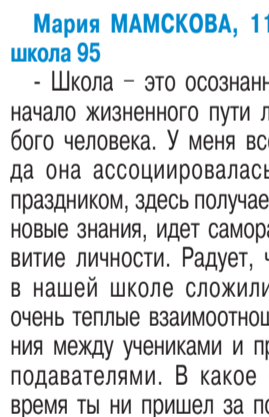 Мария МАМСКОВА, 11
школа 95
- Школа – это осознанн
начало жизненного пути л
бого человека. У меня все
да она ассоциировалась
праздником, здесь получае
новые знания, идет самора
витие личности. Радует, ч
в нашей школе сложили
очень теплые взаимоотнош
ния между учениками и пр
подавателями. В какое
время ты ни пришел за по